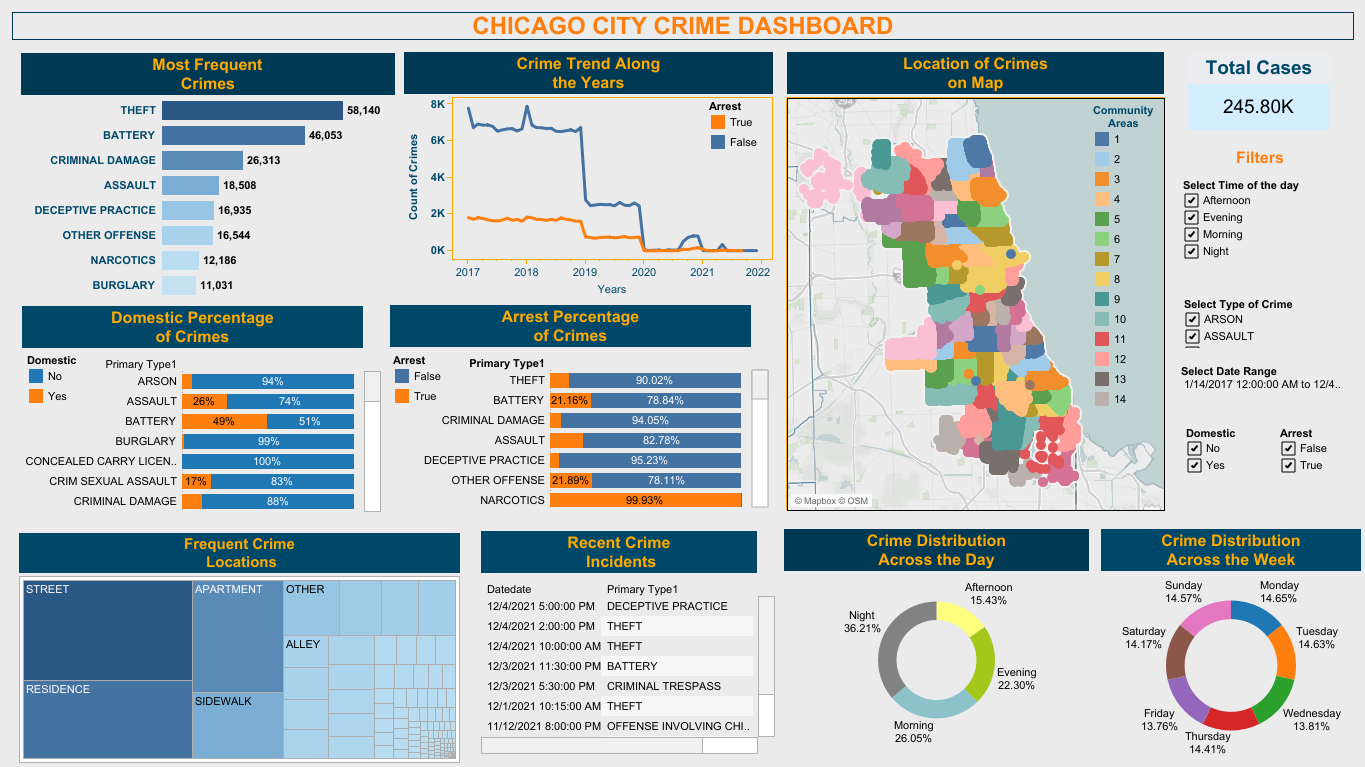 CHICAGO CITY CRIME DASHBOARD
Most Frequent
Crimes
THEFT 58,140
BATTERY 46,053
CRIMINAL DAMAGE 26,313
ASSAULT 18,508
DECEPTIVE PRACTICE 16,935
OTHER OFFENSE 16,544
NARCOTICS 12,186
BURGLARY 11,031
Crime Trend Along
the Years
Arrest
True
False
Count of Crimes
8K
6K
4K
2K
0K
2017 2018 2019 2020 2021 2022
Years
Location of Crimes
on Map
294
Community
Areas
1
2
3
4
5
6
7
8
9
10
11
12
13
14
© Mapbox © OSM
Total Cases
245.80K
Filters
Select Time of the day
Afternoon
Evening
Morning
Night
Select Type of Crime
ARSON
ASSAULT
Select Date Range
1/14/2017 12:00:00 AM to 12/4..
Domestic Arrest
No False
Yes True
Domestic Percentage
of Crimes
Domestic
No
Yes
Primary Type1
ARSON 94%
ASSAULT 26% 74%
BATTERY 49% 51%
BURGLARY 99%
CONCEALED CARRY LICEN.. 100%
CRIM SEXUAL ASSAULT 17% 83%
CRIMINAL DAMAGE 88%
Arrest Percentage
of Crimes
Arrest
False
True
Primary Type1
THEFT 90.02%
BATTERY 21.16% 78.84%
CRIMINAL DAMAGE 94.05%
ASSAULT 82.78%
DECEPTIVE PRACTICE 95.23%
OTHER OFFENSE 21.89% 78.11%
NARCOTICS 99.93%
Frequent Crime
Locations
STREET
RESIDENCE
APARTMENT
SIDEWALK
OTHER
ALLEY
Recent Crime
Incidents
Datedate Primary Type1
12/4/2021 5:00:00 PM DECEPTIVE PRACTICE
12/4/2021 2:00:00 PM THEFT
12/4/2021 10:00:00 AM THEFT
12/3/2021 11:30:00 PM BATTERY
12/3/2021 5:30:00 PM CRIMINAL TRESPASS
12/1/2021 10:15:00 AM THEFT
11/12/2021 8:00:00 PM OFFENSE INVOLVING CHI..
Crime Distribution
Across the Day
Afternoon
15.43%
Evening
22.30%
Morning
26.05%
Night
36.21%
Crime Distribution
Across the Week
Sunday
14.57%
Monday
14.65%
Tuesday
14.63%
Wednesday
13.81%
Thursday
14.41%
Friday
13.76%
Saturday
14.17%